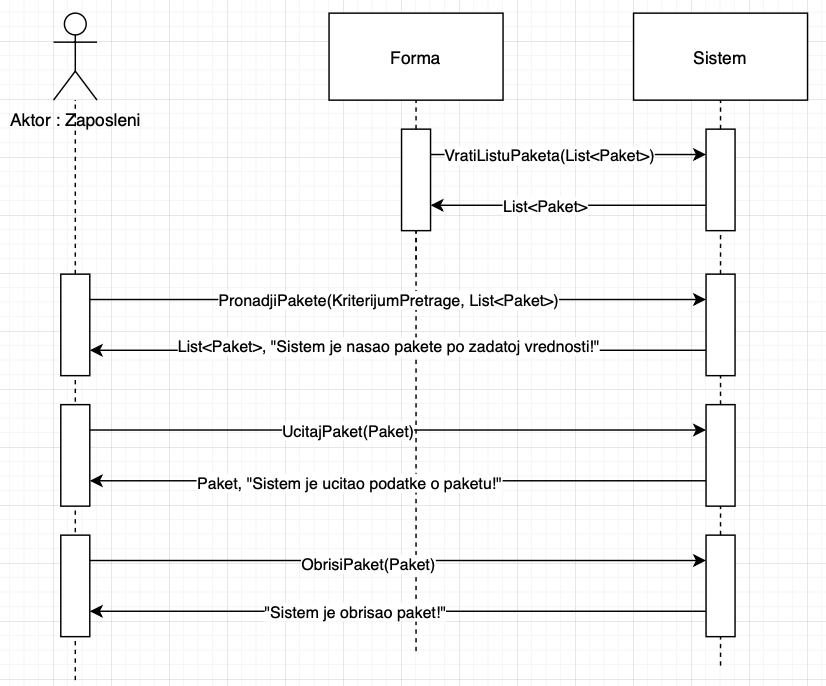 Forma
Sistem
Aktor : Zaposleni
VratiListuPaketa(List<Paket>)
List<Paket>
PronadjiPakete(KriterijumPretrage, List<Paket>)
List<Paket>, "Sistem je nasao pakete po zadatoj vrednosti!"
UcitajPaket(Paket)
Paket, "Sistem je ucitao podatke o paketu!"
ObrisiPaket(Paket)
"Sistem je obrisao paket!"